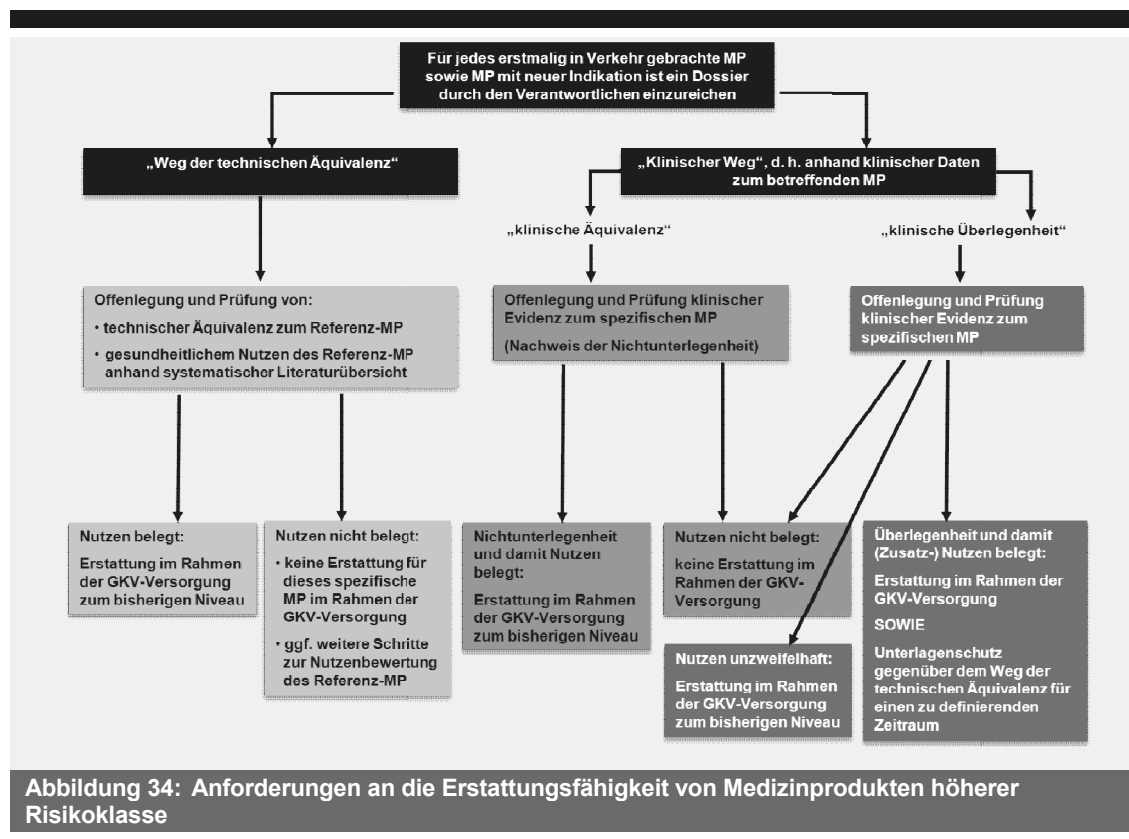 Für jedes erstmalig in Verkehr gebrachte MP
sowie MP mit neuer Indikation ist ein Dossier
durch den Verantwortlichen einzureichen
„Weg der technischen Äquivalenz“
„Klinischer Weg“, d. h. anhand klinischer Daten
zum betreffenden MP
„klinische Äquivalenz“
„klinische Überlegenheit“
Offenlegung und Prüfung von:
• technischer Äquivalenz zum Referenz-MP
• gesundheitlichem Nutzen des Referenz-MP
anhand systematischer Literaturübersicht
Offenlegung und Prüfung klinischer
Evidenz zum spezifischen MP
(Nachweis der Nichtunterlegenheit)
Offenlegung und Prüfung
klinischer Evidenz zum
spezifischen MP
Nutzen belegt:
Erstattung im Rahmen
der GKV-Versorgung
zum bisherigen Niveau
Nutzen nicht belegt:
• keine Erstattung für
dieses spezifische
MP im Rahmen der
GKV-Versorgung
• ggf. weitere Schritte
zur Nutzenbewertung
des Referenz-MP
Nichtunterlegenheit
und damit Nutzen
belegt:
Erstattung im Rahmen
der GKV-Versorgung
zum bisherigen Niveau
Nutzen nicht belegt:
keine Erstattung im
Rahmen der GKV-
Versorgung
Nutzen unzweifelhaft:
Erstattung im Rahmen
der GKV-Versorgung
zum bisherigen Niveau
Überlegenheit und damit
(Zusatz-) Nutzen belegt:
Erstattung im Rahmen der
GKV-Versorgung
SOWIE
Unterlagenschutz
gegenüber dem Weg der
technischen Äquivalenz für
einen zu definierenden
Zeitraum
Abbildung 34: Anforderungen an die Erstattungsfähigkeit von Medizinprodukten höherer
Risikoklasse